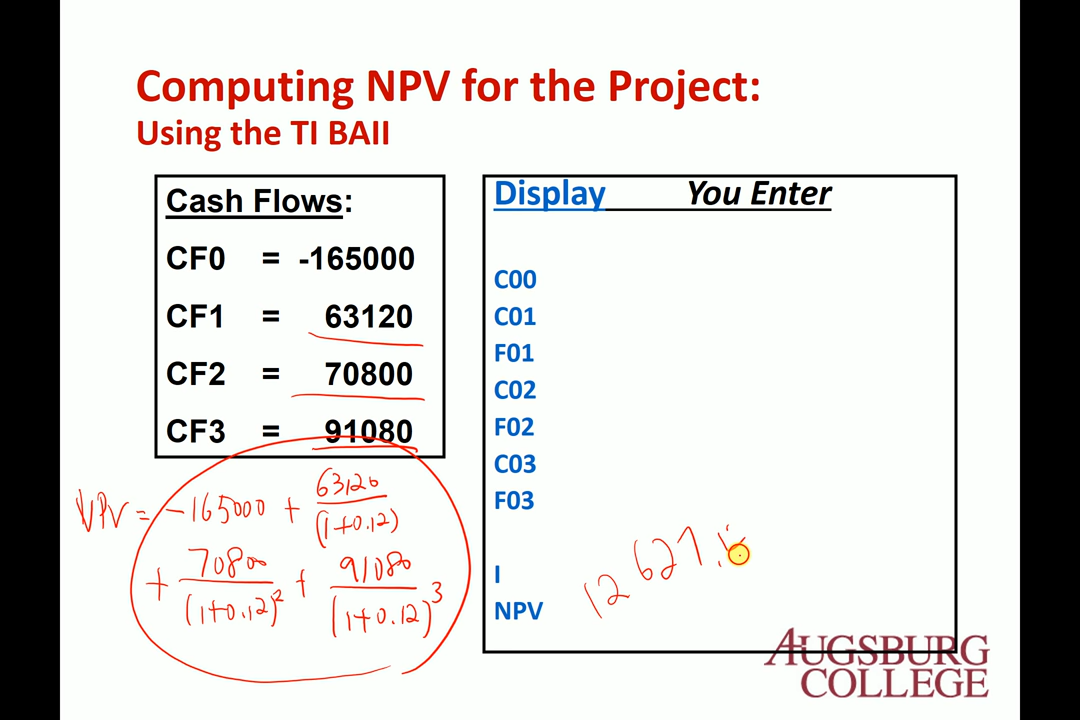 Computing NPV for the Project:
Using the TI BAII
Cash Flows:
CF0 = -165000
CF1 = 63120
CF2 = 70800
CF3 = 91080
NPV = -165000 + 63120 / (1+0.12)
+ 70800 / (1+0.12)^2 + 91080 / (1+0.12)^3
Display You Enter
C00
C01
F01
C02
F02
C03
F03
I
NPV
12627.
AUGSBURG
COLLEGE